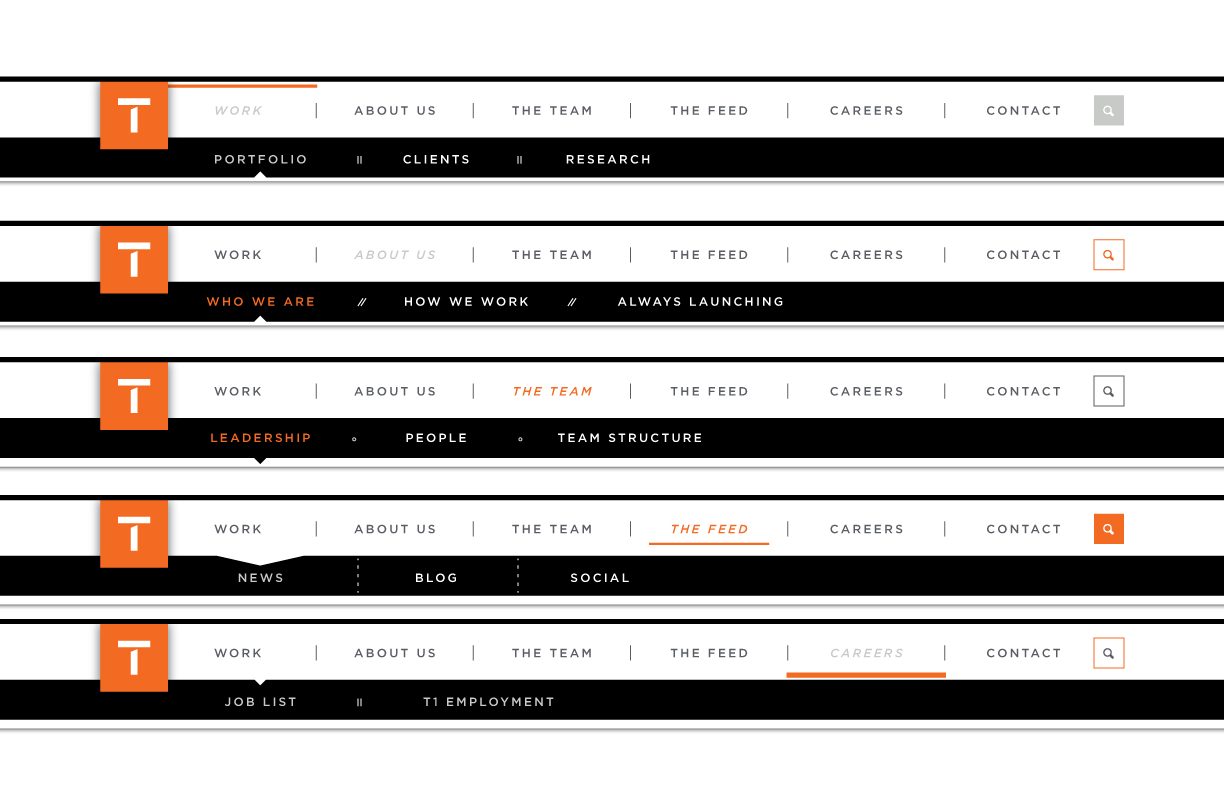 T WORK | ABOUT US | THE TEAM | THE FEED | CAREERS | CONTACT
PORTFOLIO || CLIENTS || RESEARCH
T WORK | ABOUT US | THE TEAM | THE FEED | CAREERS | CONTACT
WHO WE ARE // HOW WE WORK // ALWAYS LAUNCHING
T WORK | ABOUT US | THE TEAM | THE FEED | CAREERS | CONTACT
LEADERSHIP ∘ PEOPLE ∘ TEAM STRUCTURE
T WORK | ABOUT US | THE TEAM | THE FEED | CAREERS | CONTACT
NEWS BLOG SOCIAL
T WORK | ABOUT US | THE TEAM | THE FEED | CAREERS | CONTACT
JOB LIST || T1 EMPLOYMENT